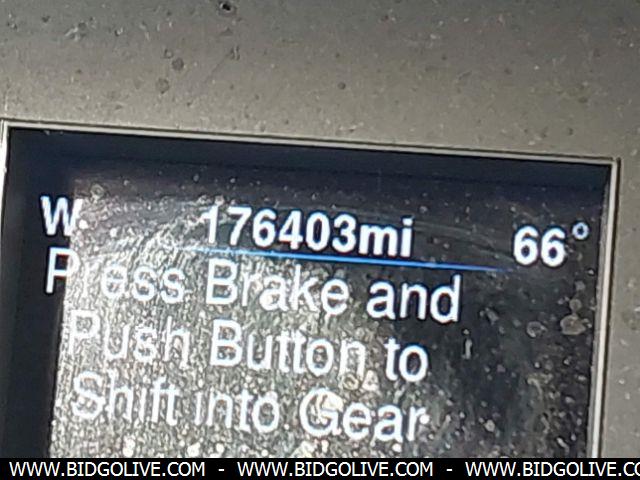 W 176403mi 66°
Press Brake and
Push Button to
Shift into Gear
WWW.BIDGOLIVE.COM - WWW.BIDGOLIVE.COM - WWW.BIDGOLIVE.CO